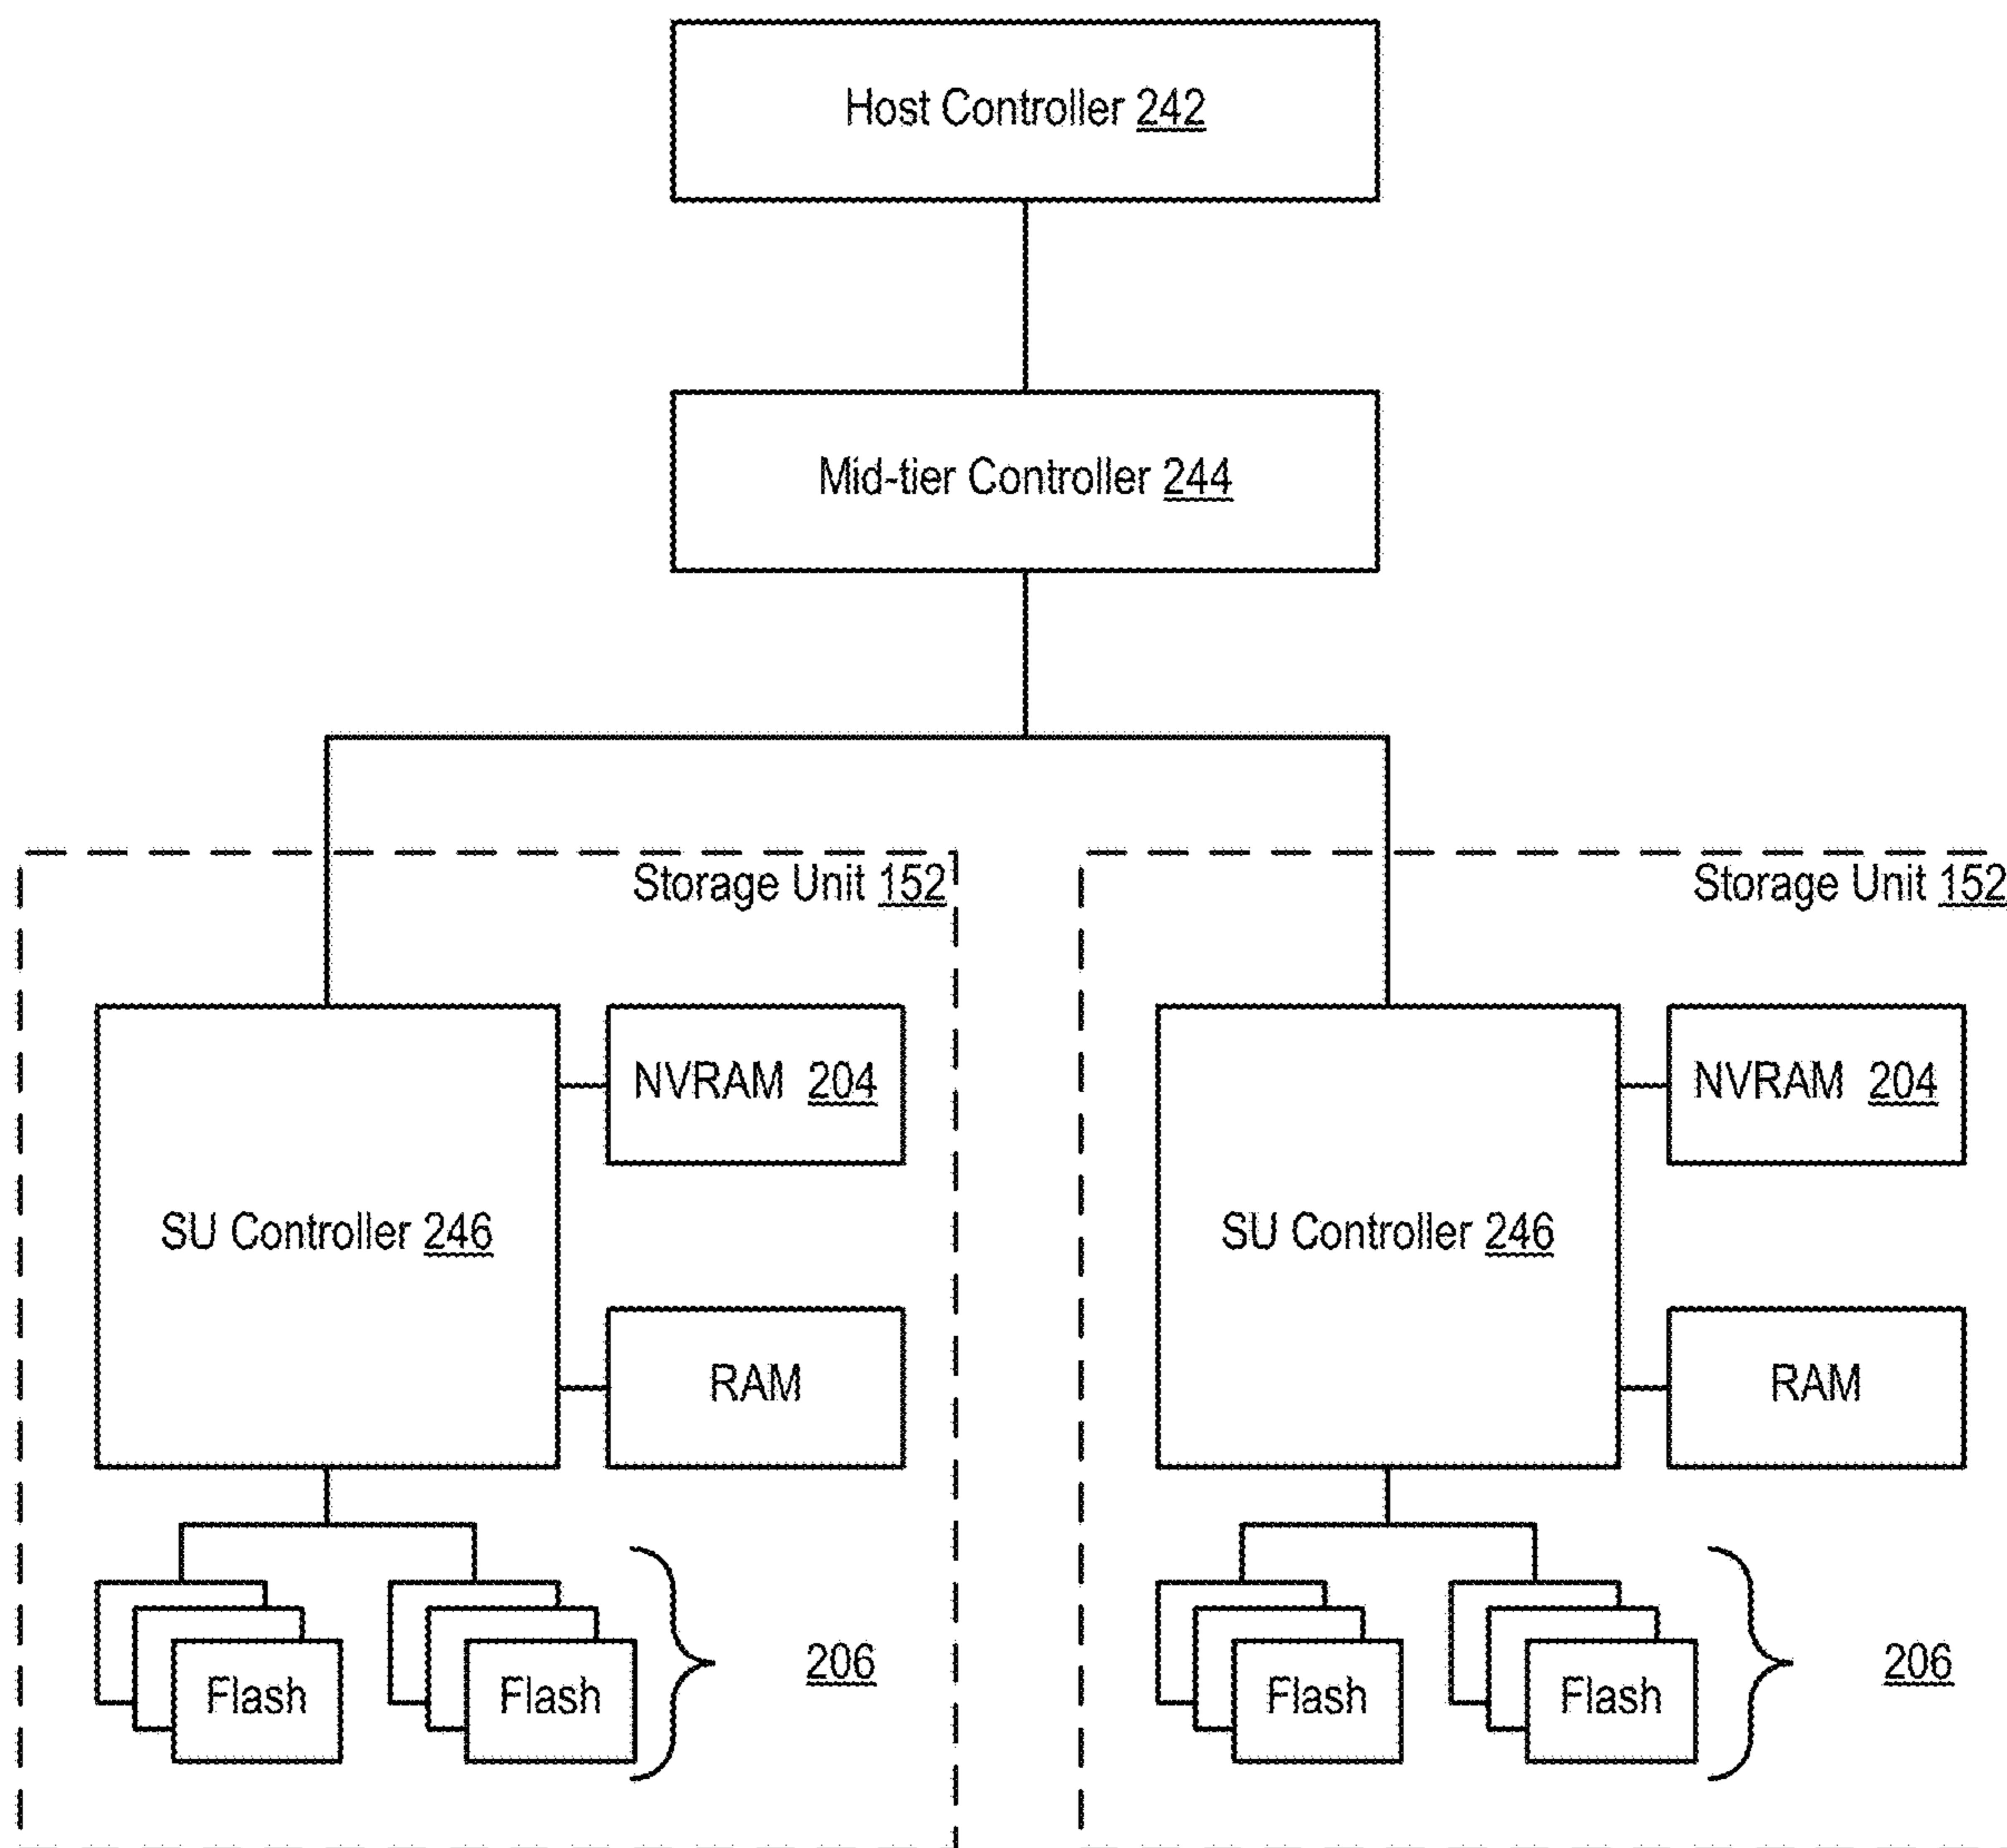 Host Controller 242
Mid-tier Controller 244
Storage Unit 152
Storage Unit 152
NVRAM 204
NVRAM 204
SU Controller 246
SU Controller 246
RAM
RAM
Flash
Flash
206
Flash
Flash
206